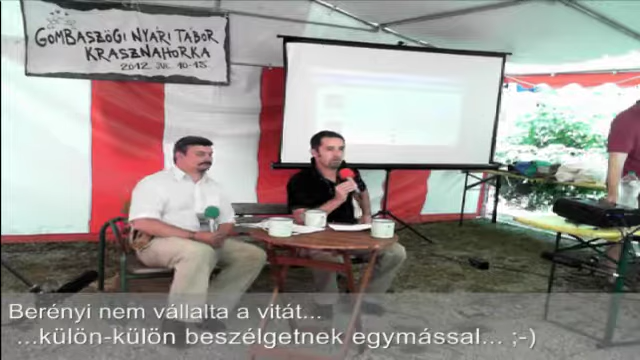 GOMBASZÖGI NYÁRI TÁBOR
KRASZNAHORKA
2012. JÚL. 10-15.
Berényi nem vállalta a vitát...
...külön-külön beszélgetnek egymással... ;-)